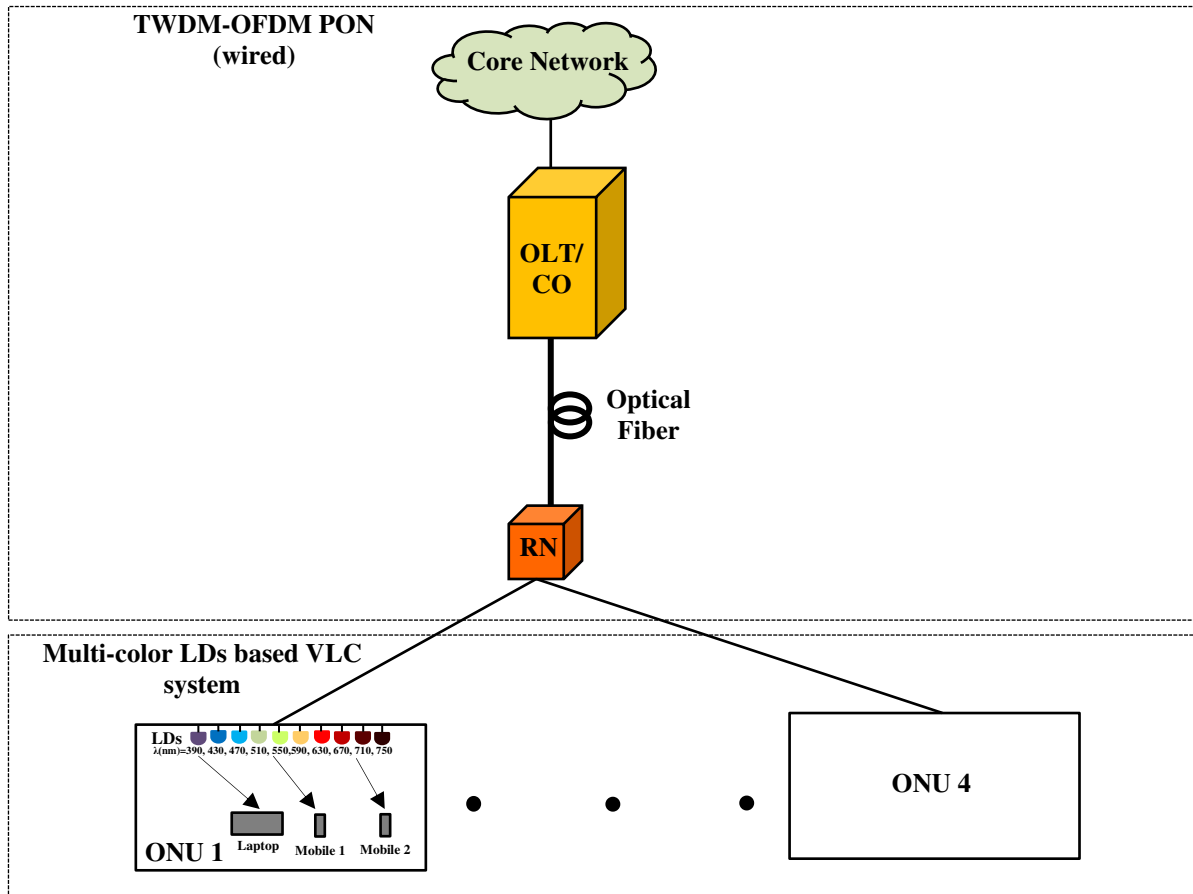 TWDM-OFDM PON
(wired)
Core Network
OLT/
CO
Optical
Fiber
RN
Multi-color LDs based VLC
system
LDs
λ(nm)=390, 430, 470, 510, 550,590, 630, 670, 710, 750
Laptop
Mobile 1
Mobile 2
ONU 1
ONU 4